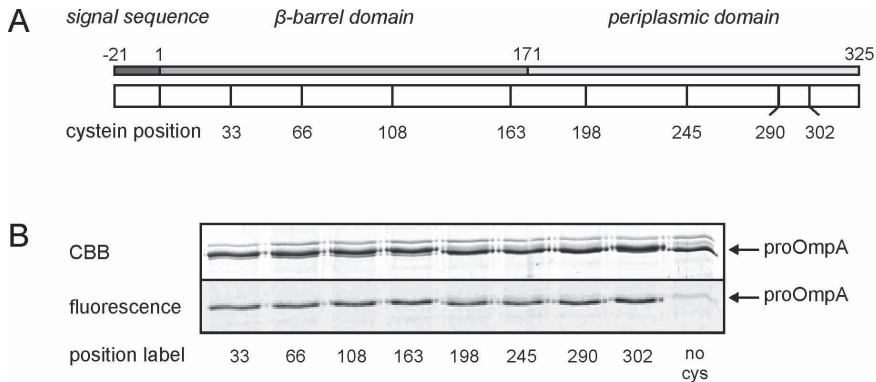 A
signal sequence β-barrel domain periplasmic domain
-21 1 171 325
cystein position 33 66 108 163 198 245 290 302
B
CBB proOmpA
fluorescence proOmpA
position label 33 66 108 163 198 245 290 302 no
cys